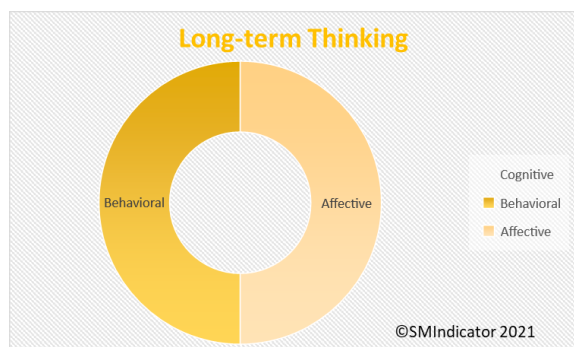 Long-term Thinking
Behavioral
Affective
Cognitive
Behavioral
Affective
©SMIndicator 2021